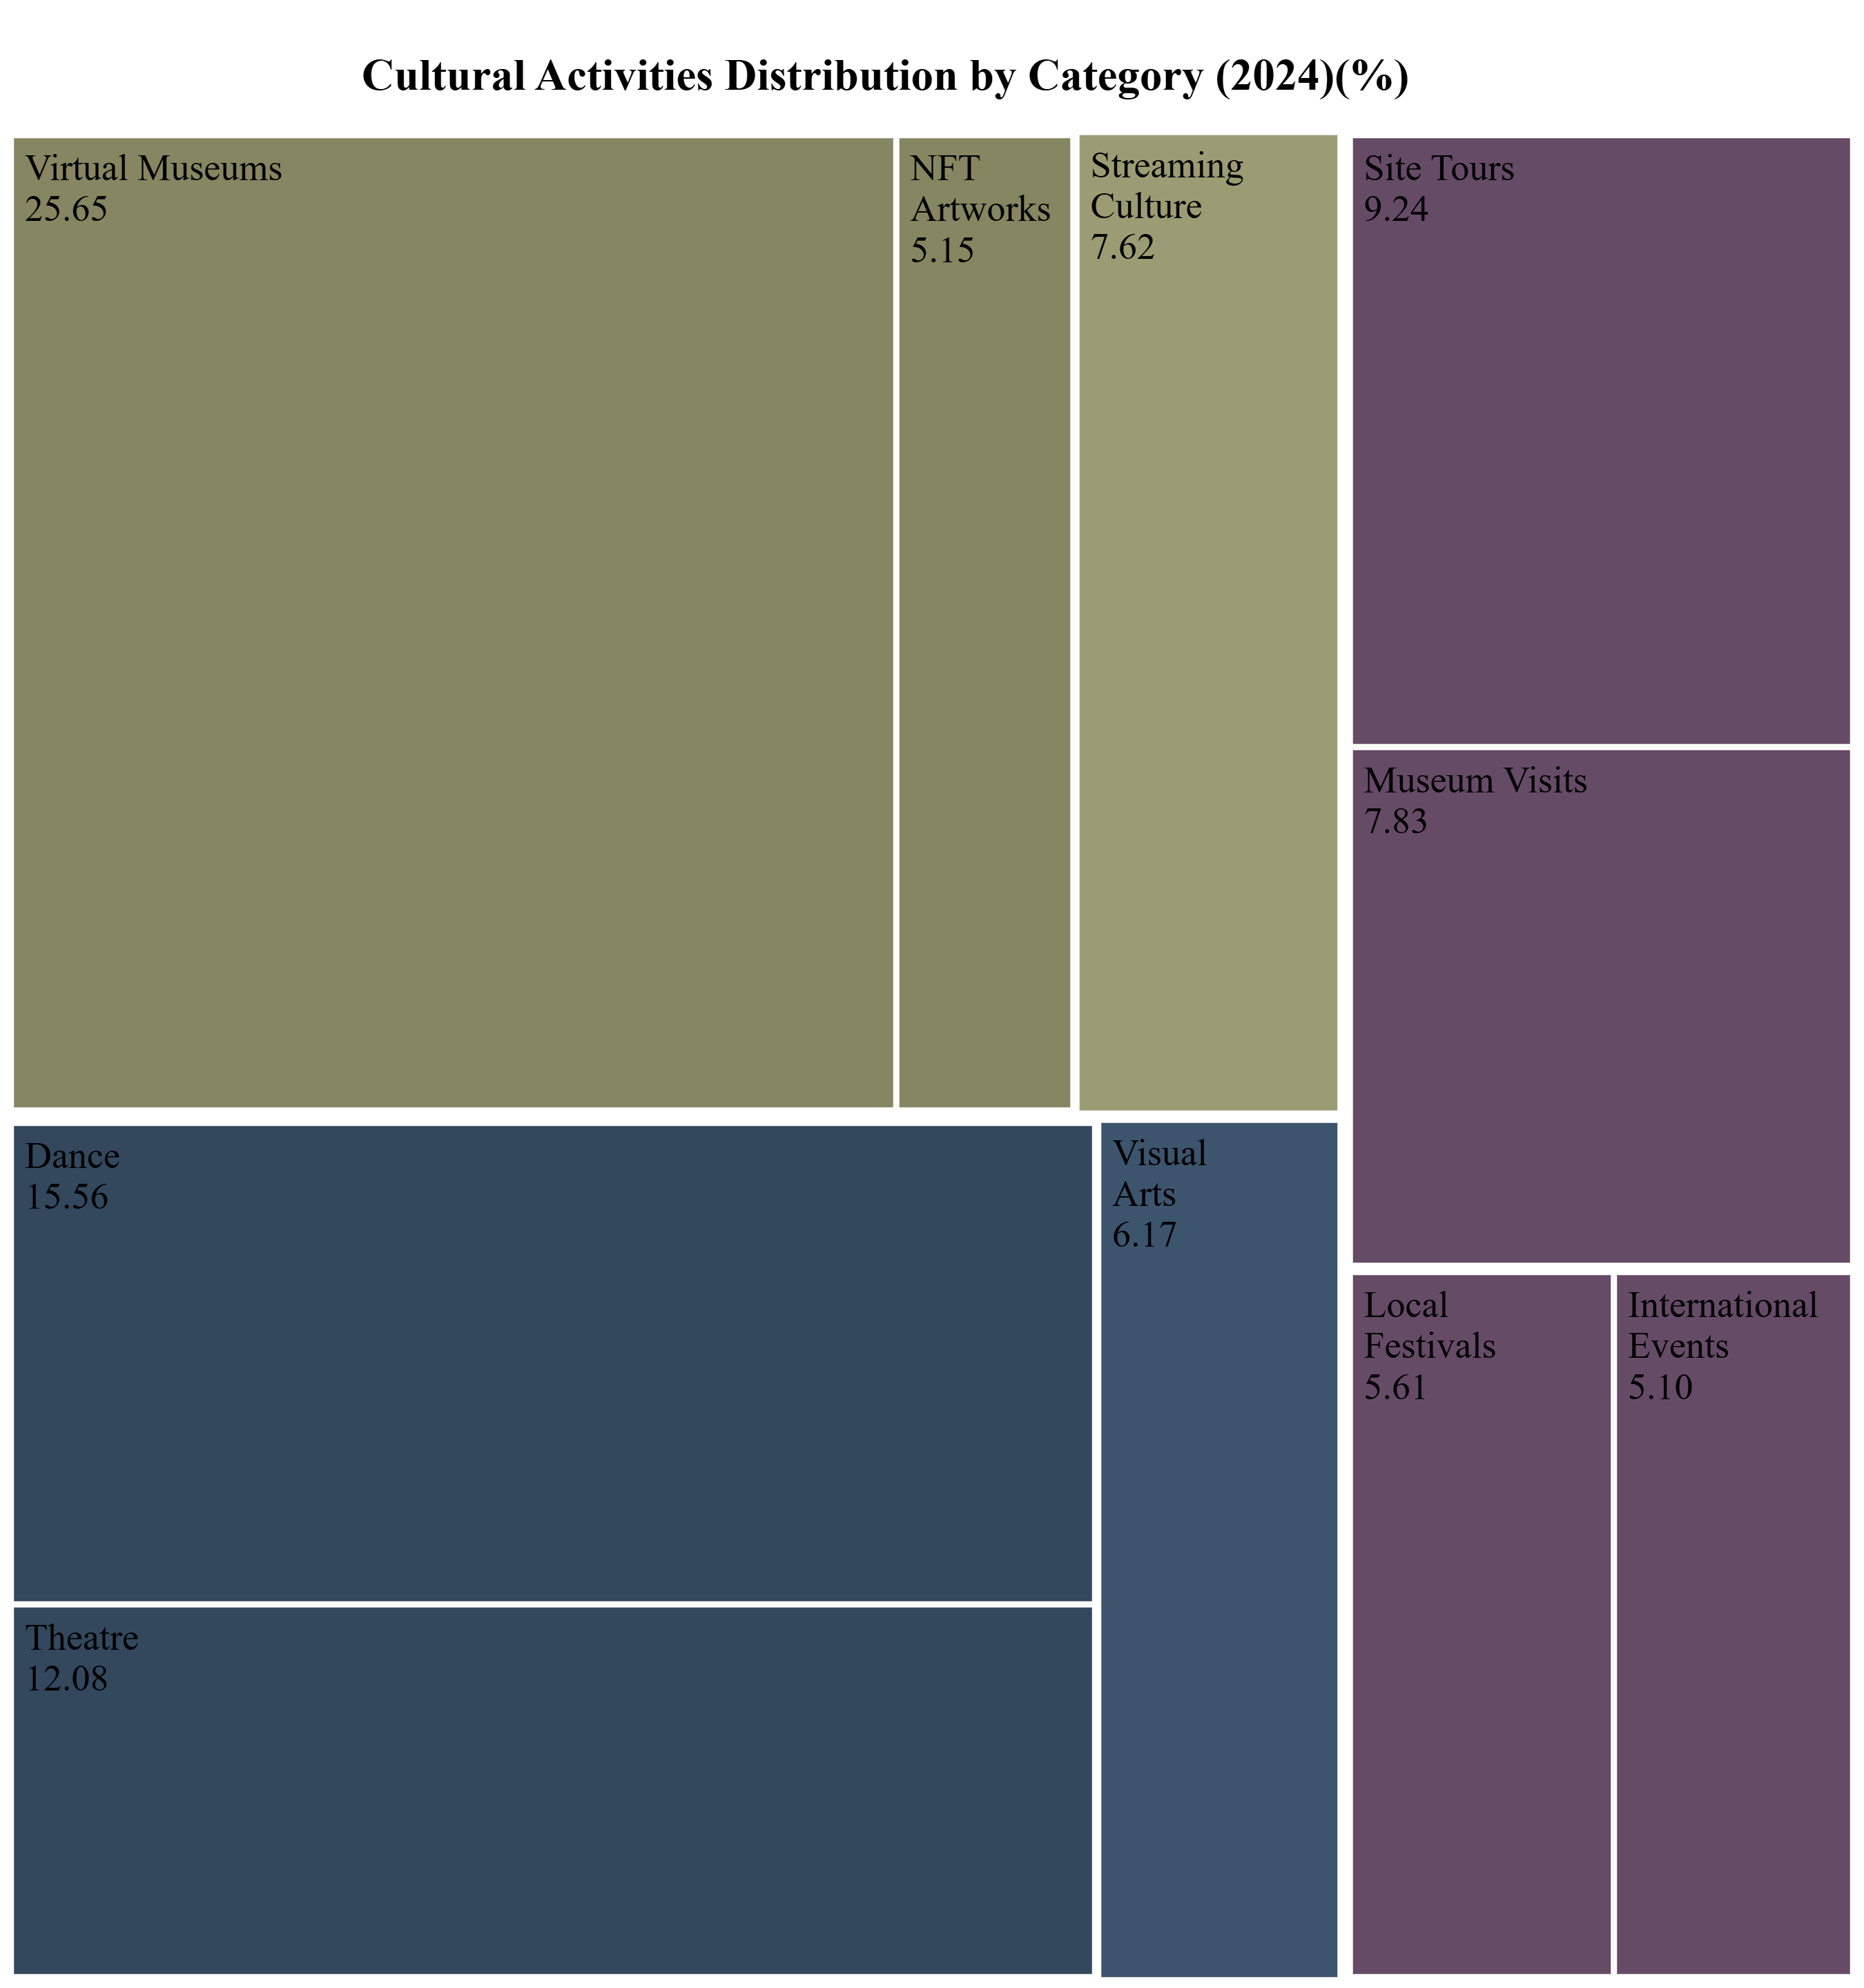 Cultural Activities Distribution by Category (2024)(%)
Virtual Museums
25.65
NFT
Artworks
5.15
Streaming
Culture
7.62
Site Tours
9.24
Museum Visits
7.83
Dance
15.56
Visual
Arts
6.17
Local
Festivals
5.61
International
Events
5.10
Theatre
12.08